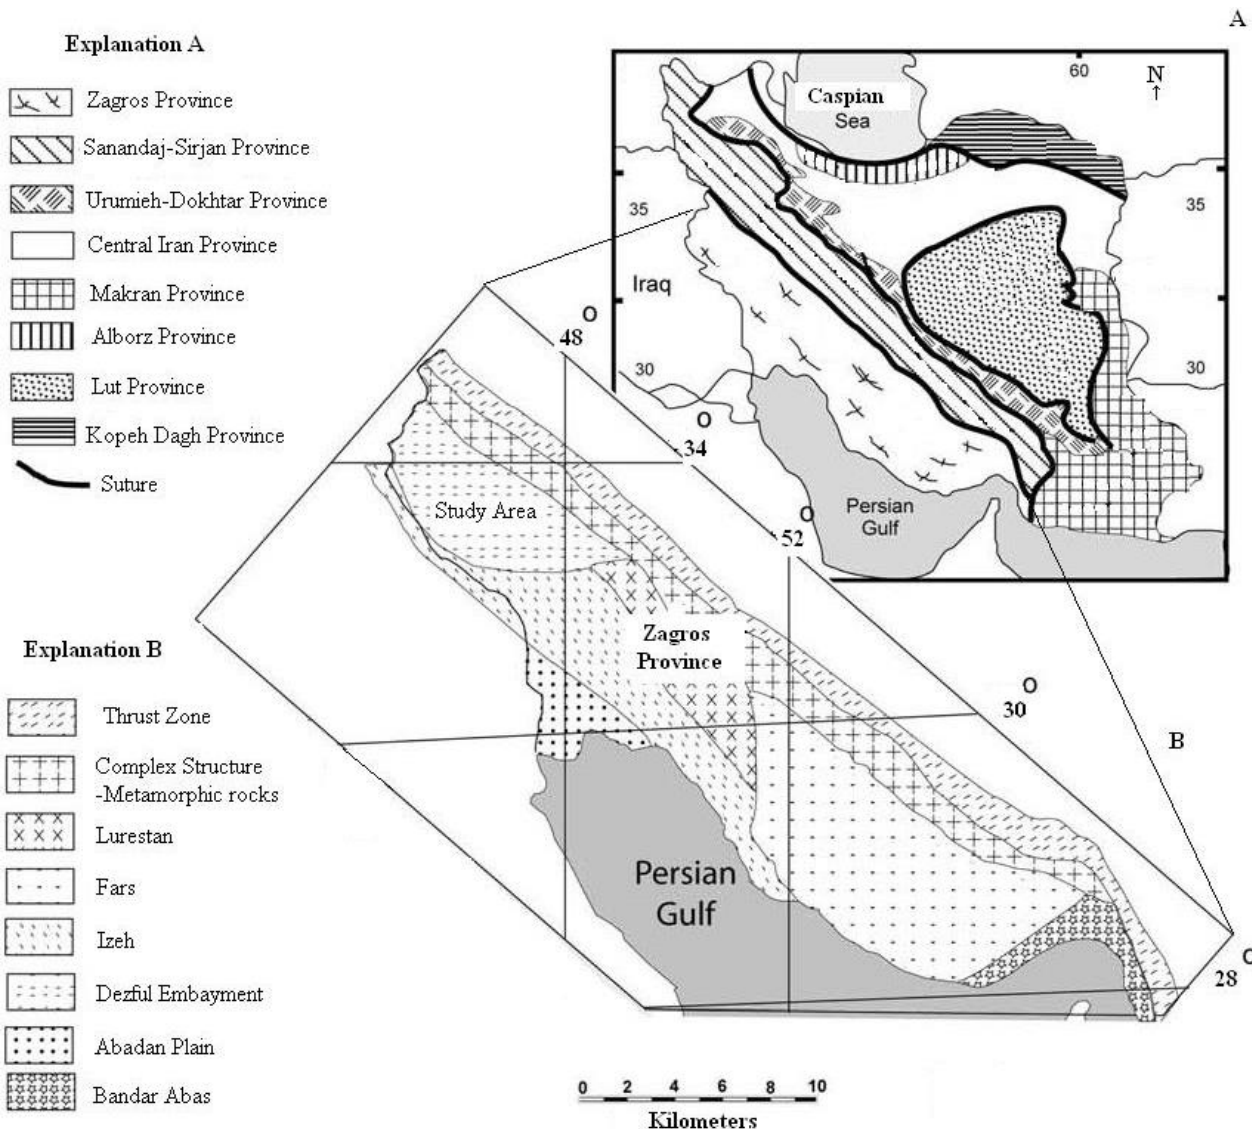 A
Explanation A
Zagros Province
Sanandaj-Sirjan Province
Urumieh-Dokhtar Province
Central Iran Province
Makran Province
Alborz Province
Lut Province
Kopeh Dagh Province
Suture
60
N
↑
Caspian
Sea
35
35
Iraq
30
30
Persian
Gulf
O
48
O
34
O
52
Study Area
Zagros
Province
O
30
B
Persian
Gulf
O
28
Explanation B
Thrust Zone
Complex Structure
-Metamorphic rocks
Lurestan
Fars
Izeh
Dezful Embayment
Abadan Plain
Bandar Abas
0 2 4 6 8 10
Kilometers